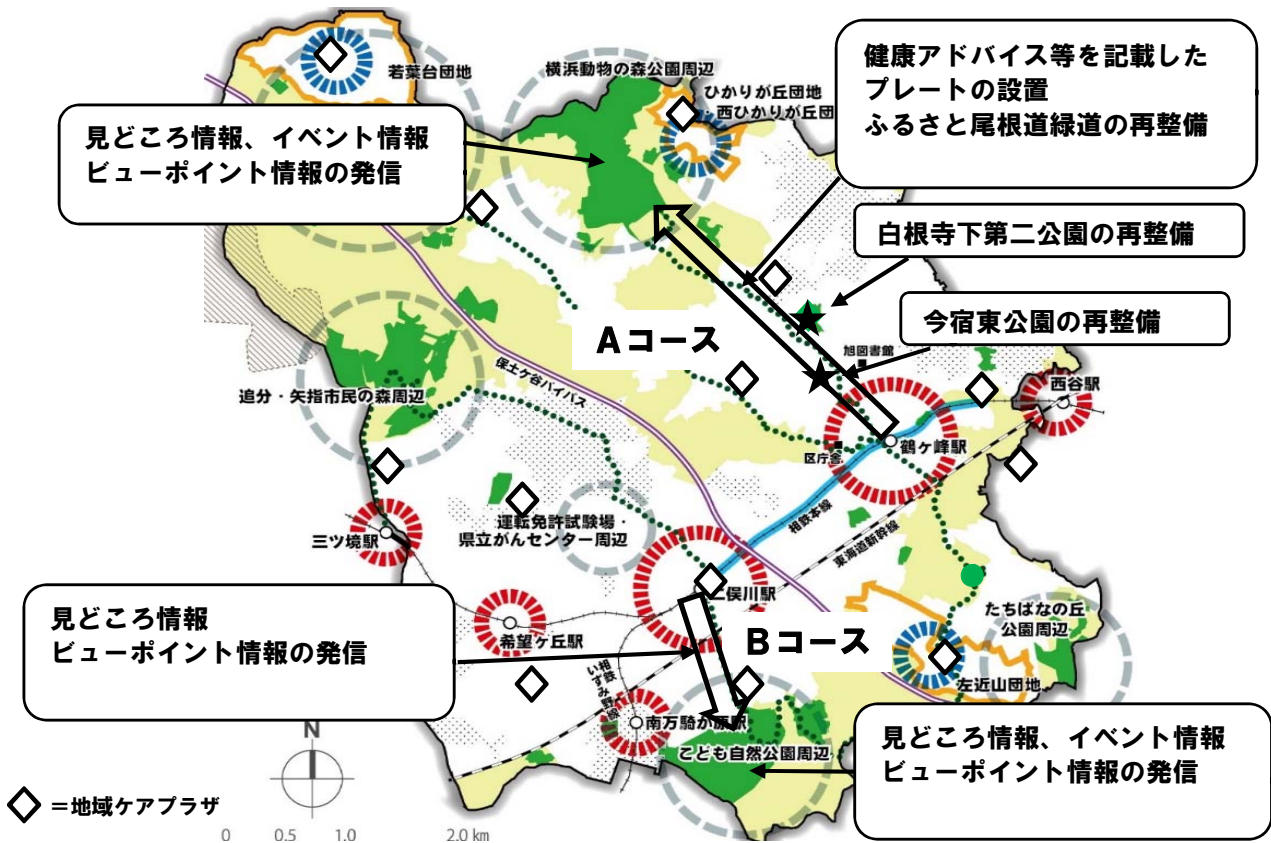 若葉台団地
横浜動物の森公園周辺
ひかりが丘団地
・西ひかりが丘団
健康アドバイス等を記載した
プレートの設置
ふるさと尾根道緑道の再整備
見どころ情報、イベント情報
ビューポイント情報の発信
白根寺下第二公園の再整備
今宿東公園の再整備
Aコース
旭図書館
保土ケ谷バイパス
西谷駅
追分・矢指市民の森周辺
区庁舎
鶴ケ峰駅
相鉄本線
東海道新幹線
運転免許試験場・
県立がんセンター周辺
三ツ境駅
二俣川駅
見どころ情報
ビューポイント情報の発信
希望ケ丘駅
Bコース
たちばなの丘
公園周辺
左近山団地
相鉄
いずみ野線
南万騎が原駅
こども自然公園周辺
見どころ情報、イベント情報
ビューポイント情報の発信
N
=地域ケアプラザ
0 0.5 1.0 2.0 km